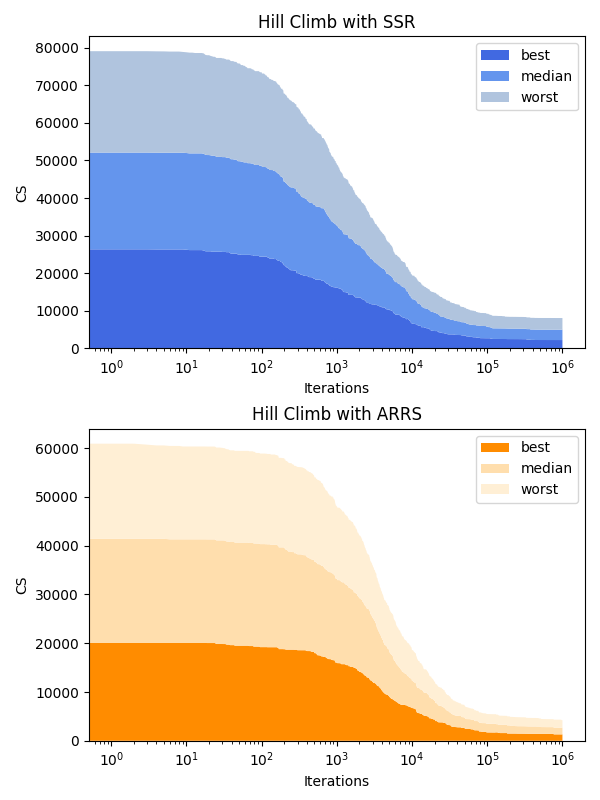 Hill Climb with SSR
80000
70000
60000
50000
40000
30000
20000
10000
0
CS
best
median
worst
10^0 10^1 10^2 10^3 10^4 10^5 10^6
Iterations
Hill Climb with ARRS
60000
50000
40000
30000
20000
10000
0
CS
best
median
worst
10^0 10^1 10^2 10^3 10^4 10^5 10^6
Iterations